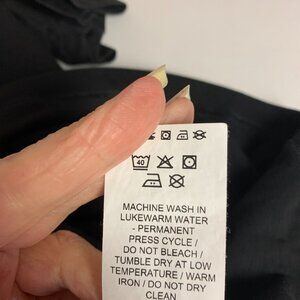 40
MACHINE WASH IN
LUKEWARM WATER
- PERMANENT
PRESS CYCLE /
DO NOT BLEACH /
TUMBLE DRY AT LOW
TEMPERATURE / WARM
IRON / DO NOT DRY
CLEAN